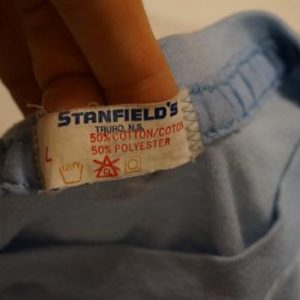 STANFIELD'S
TRURO, N.S.
50% COTTON/COTON
50% POLYESTER
L